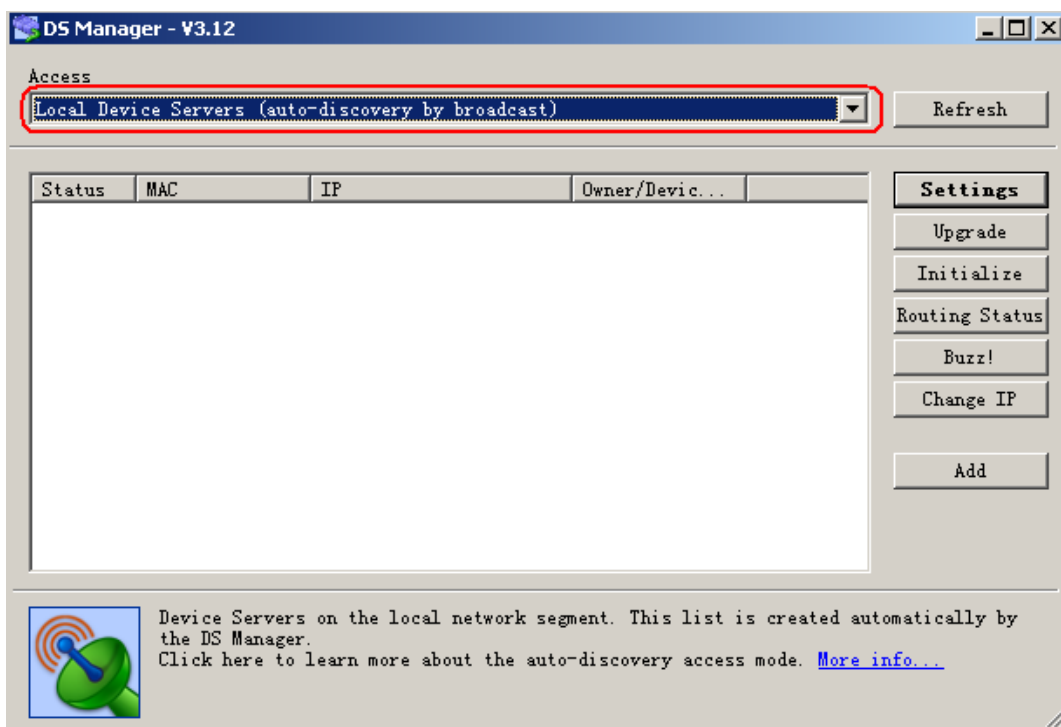 DS Manager - V3.12
Access
Local Device Servers (auto-discovery by broadcast)
Refresh
Status MAC IP Owner/Devic...
Settings
Upgrade
Initialize
Routing Status
Buzz!
Change IP
Add
Device Servers on the local network segment. This list is created automatically by
the DS Manager.
Click here to learn more about the auto-discovery access mode. More info...